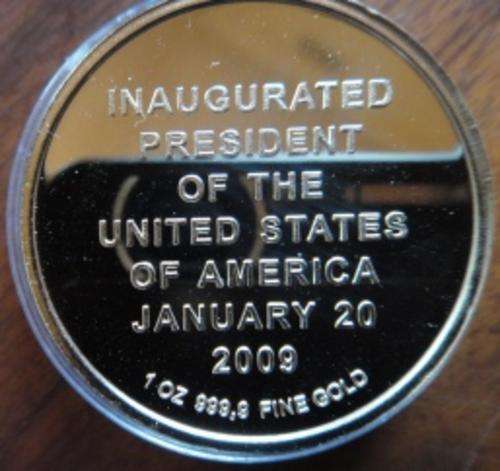 INAUGURATED
PRESIDENT
OF THE
UNITED STATES
OF AMERICA
JANUARY 20
2009
1 OZ 999,9 FINE GOLD